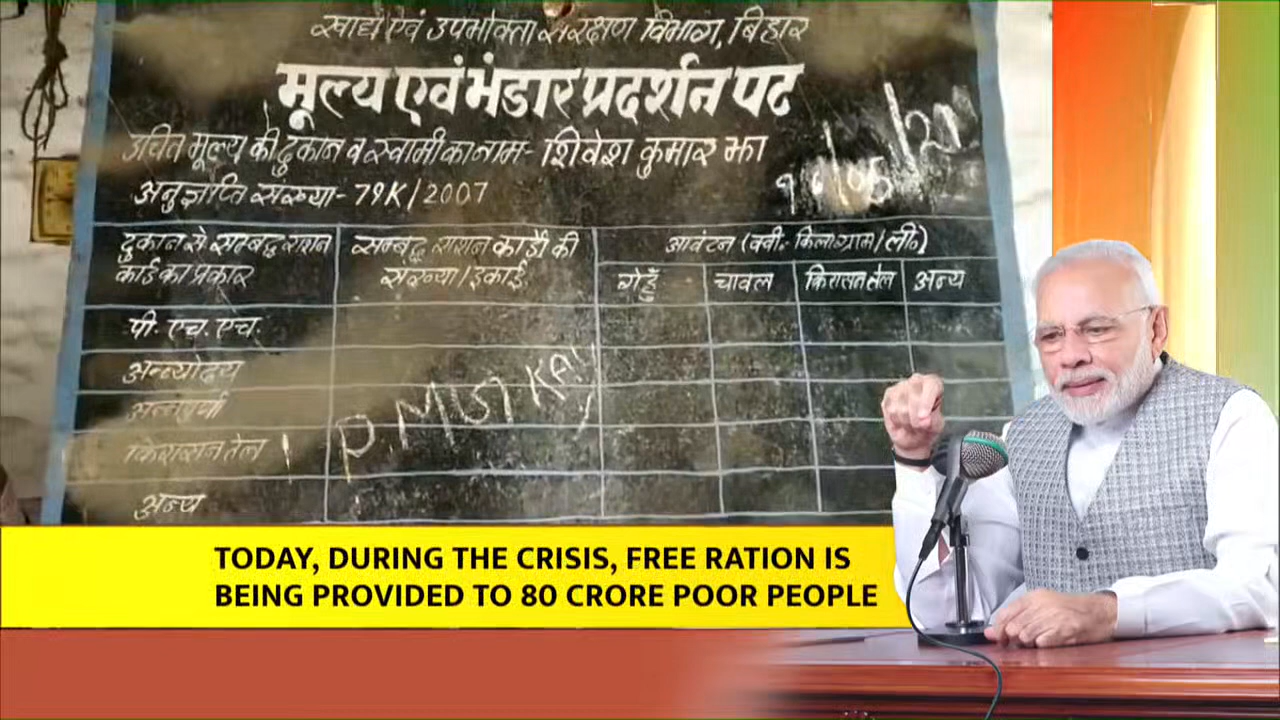 खाद्य एवं उपभोक्ता संरक्षण विभाग, बिहार
मूल्य एवं भंडार प्रदर्शन पट
उचित मूल्य की दुकान व स्वामी का नाम- शिवेश कुमार झा
अनुज्ञप्ति संख्या- 79K/2007
दुकान से सम्बद्ध राशन कार्ड का प्रकार
सम्बद्ध राशन कार्डों की संख्या/इकाई
आवंटन (क्वी. किलोग्राम/ली०)
गेहूँ चावल किरासन तेल अन्य
पी. एच. एच.
अन्त्योदय
अन्नपूर्णा
किरासन तेल
अन्य
TODAY, DURING THE CRISIS, FREE RATION IS
BEING PROVIDED TO 80 CRORE POOR PEOPLE